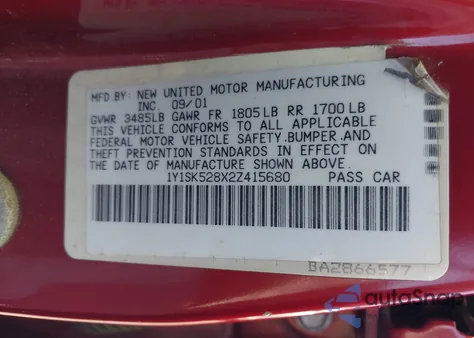 MFD.BY: NEW UNITED MOTOR MANUFACTURING
INC. 09/01
GVWR 3485LB GAWR FR 1805LB RR 1700LB
THIS VEHICLE CONFORMS TO ALL APPLICABLE
FEDERAL MOTOR VEHICLE SAFETY,BUMPER,AND
THEFT PREVENTION STANDARDS IN EFFECT ON
THE DATE OF MANUFACTURE SHOWN ABOVE.
1Y1SK528X2Z415680 PASS CAR
BA2866577
autoSnap